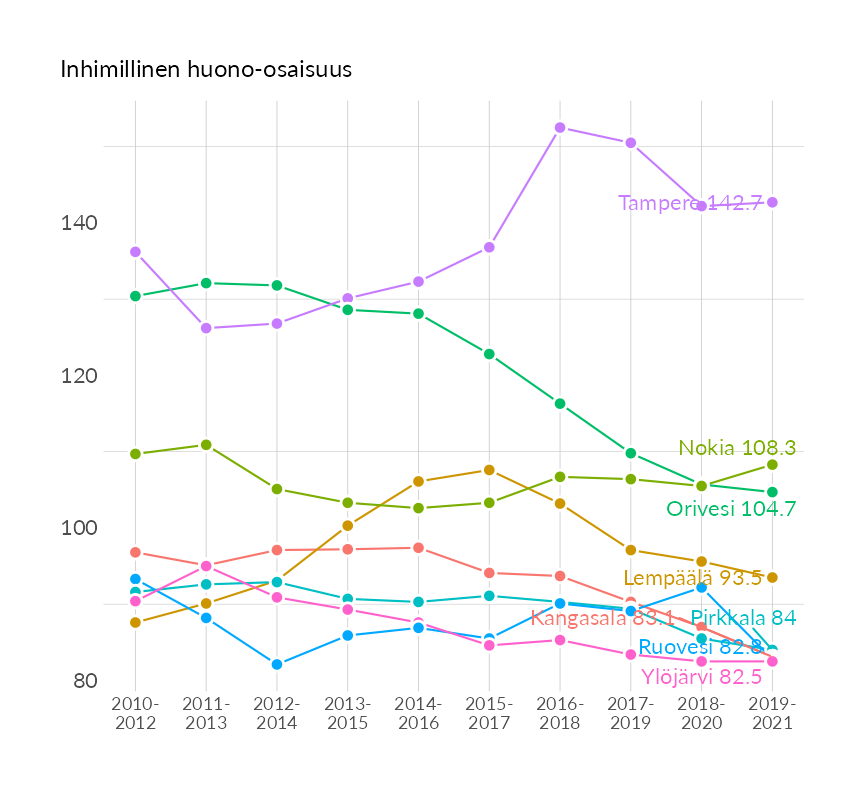 Inhimillinen huono-osaisuus
140
Tampere 142.7
120
Nokia 108.3
Orivesi 104.7
100
Lempäälä 93.5
Kangasala 83.1
Pirkkala 84
Ruovesi 82.8
Ylöjärvi 82.5
80
2010- 2011- 2012- 2013- 2014- 2015- 2016- 2017- 2018- 2019-
2012 2013 2014 2015 2016 2017 2018 2019 2020 2021